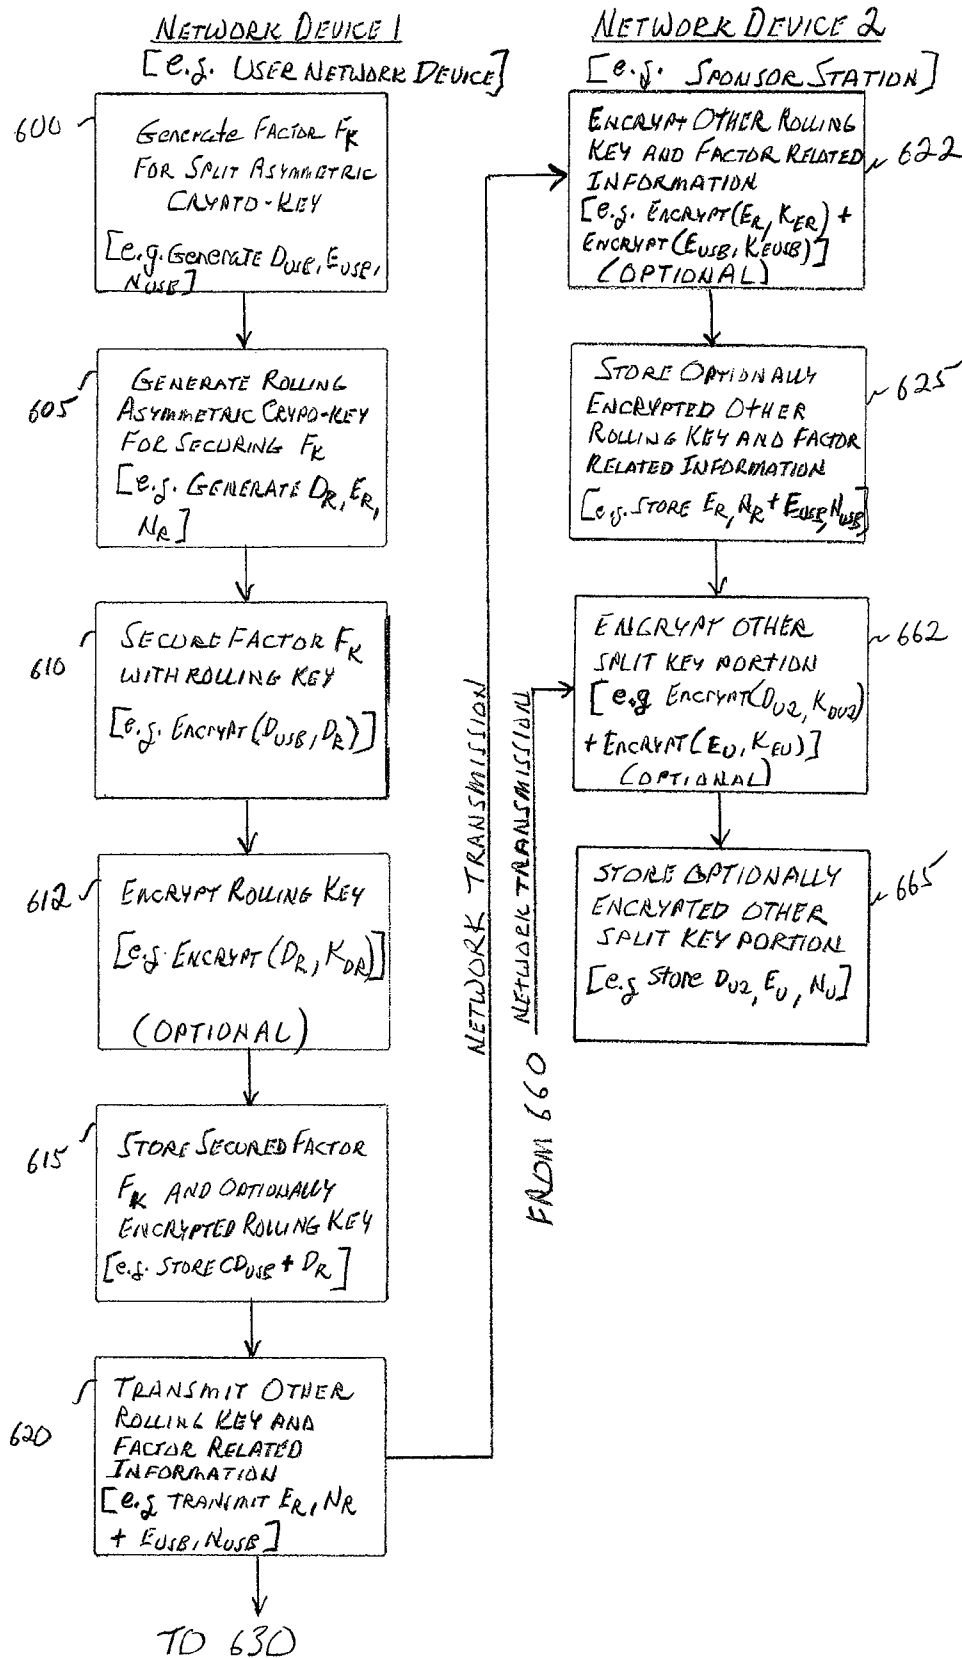 NETWORK DEVICE 1
[e.g. USER NETWORK DEVICE]
600
Generate FACTOR FK
FOR SPLIT ASYMMETRIC
CRYPTO-KEY
[e.g. Generate DUSB, EUSB,
NUSB]
605
GENERATE ROLLING
ASYMMETRIC CRYPO-KEY
FOR SECURING FK
[e.g. GENERATE DR, ER,
NR]
610
SECURE FACTOR FK
WITH ROLLING KEY
[e.g. ENCRYPT(DUSB, DR)]
612
ENCRYPT ROLLING KEY
[e.g. ENCRYPT(DR, KDR)]
(OPTIONAL)
615
STORE SECURED FACTOR
FK AND OPTIONALLY
ENCRYPTED ROLLING KEY
[e.g. STORE CDUSB + DR]
620
TRANSMIT OTHER
ROLLING KEY AND
FACTOR RELATED
INFORMATION
[e.g TRANSMIT ER, NR
+ EUSB, NUSB]
TO 630
NETWORK TRANSMISSION
FROM 660 NETWORK TRANSMISSION
NETWORK DEVICE 2
[e.g. SPONSOR STATION]
622
ENCRYPT OTHER ROLLING
KEY AND FACTOR RELATED
INFORMATION
[e.g. ENCRYPT(ER, KER) +
ENCRYPT(EUSB, KEUSB)]
(OPTIONAL)
625
STORE OPTIONALLY
ENCRYPTED OTHER
ROLLING KEY AND FACTOR
RELATED INFORMATION
[e.g. STORE ER, NR + EUSB, NUSB]
662
ENCRYPT OTHER
SPLIT KEY PORTION
[e.g ENCRYPT(DU2, KDU2)
+ ENCRYPT(EU, KEU)]
(OPTIONAL)
665
STORE OPTIONALLY
ENCRYPTED OTHER
SPLIT KEY PORTION
[e.g Store DU2, EU, NU]